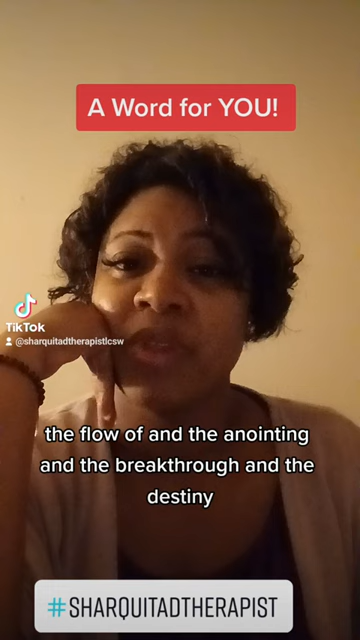 A Word for YOU!
TikTok
@sharquitadtherapistlcsw
the flow of and the anointing
and the breakthrough and the
destiny
#SHARQUITADTHERAPIST